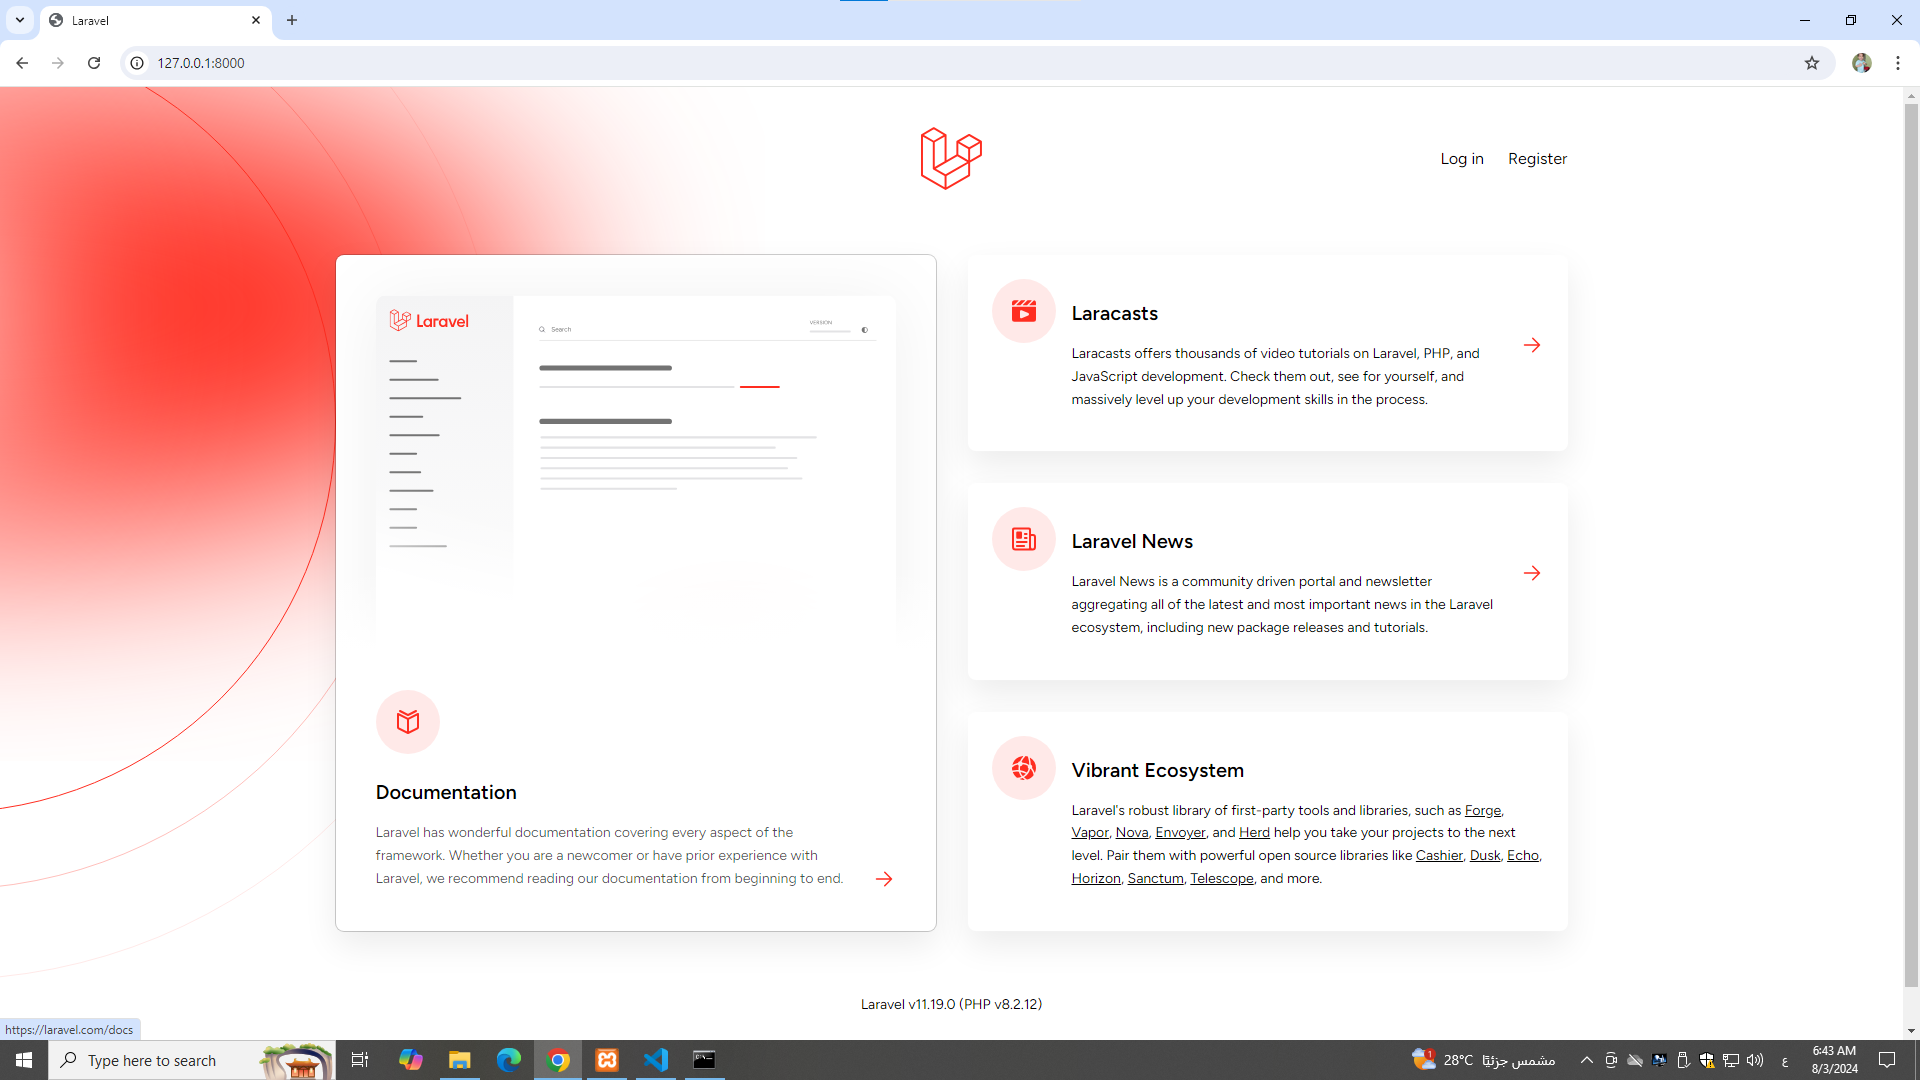 Laravel
127.0.0.1:8000
Log in
Register
Laravel
Search
VERSION
Documentation
Laravel has wonderful documentation covering every aspect of the
framework. Whether you are a newcomer or have prior experience with
Laravel, we recommend reading our documentation from beginning to end.
Laracasts
Laracasts offers thousands of video tutorials on Laravel, PHP, and
JavaScript development. Check them out, see for yourself, and
massively level up your development skills in the process.
Laravel News
Laravel News is a community driven portal and newsletter
aggregating all of the latest and most important news in the Laravel
ecosystem, including new package releases and tutorials.
Vibrant Ecosystem
Laravel's robust library of first-party tools and libraries, such as Forge,
Vapor, Nova, Envoyer, and Herd help you take your projects to the next
level. Pair them with powerful open source libraries like Cashier, Dusk, Echo,
Horizon, Sanctum, Telescope, and more.
Laravel v11.19.0 (PHP v8.2.12)
https://laravel.com/docs
Type here to search
1
28°C مشمس جزئيًا
ع
6:43 AM
8/3/2024